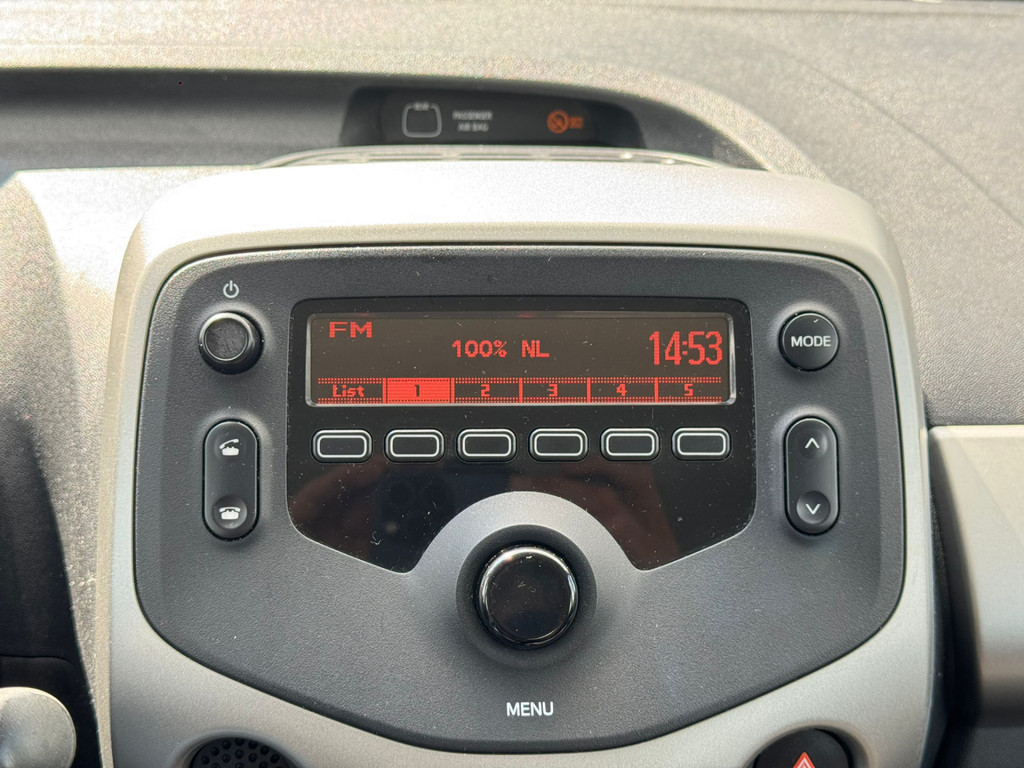 PASSENGER
AIR BAG
FM
100% NL
14:53
List 1 2 3 4 5
MODE
MENU